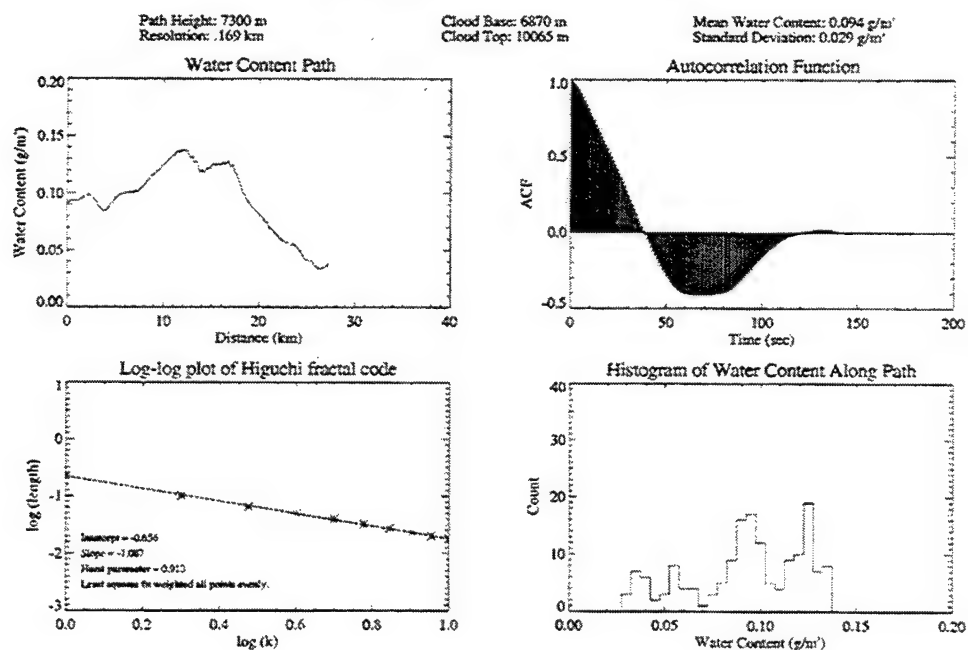 Path Height: 7300 m
Resolution: .169 km
Cloud Base: 6870 m
Cloud Top: 10065 m
Mean Water Content: 0.094 g/m³
Standard Deviation: 0.029 g/m³
Water Content Path
0.20
0.15
0.10
0.05
0.00
Water Content (g/m³)
0 10 20 30 40
Distance (km)
Autocorrelation Function
1.0
0.5
0.0
-0.5
ACF
0 50 100 150 200
Time (sec)
Log-log plot of Higuchi fractal code
1
0
-1
-2
-3
log (length)
Intercept = -0.656
Slope = -1.087
Hurst parameter = 0.913
Least squares fit weighted all points evenly.
0.0 0.2 0.4 0.6 0.8 1.0
log (k)
Histogram of Water Content Along Path
40
30
20
10
0
Count
0.00 0.05 0.10 0.15 0.20
Water Content (g/m³)